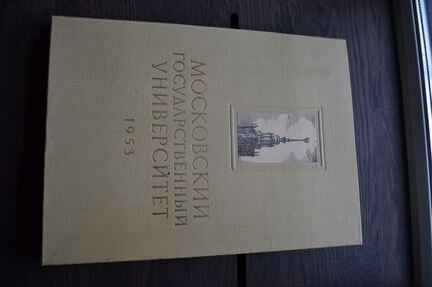 МОСКОВСКИЙ
ГОСУДАРСТВЕННЫЙ
УНИВЕРСИТЕТ
1953